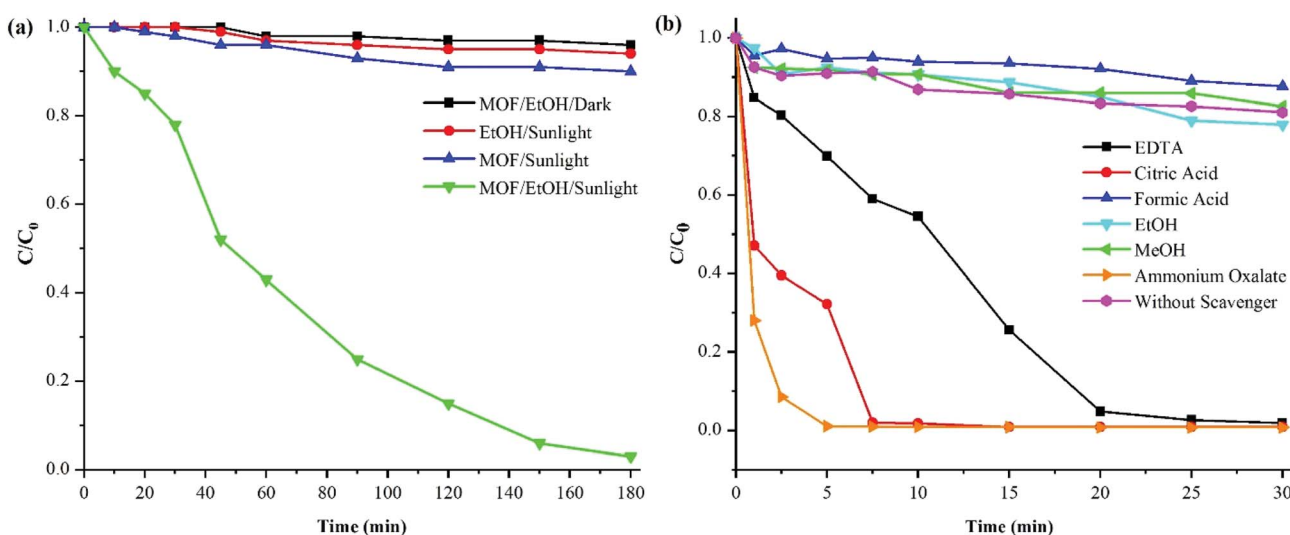 (a)
1.0
0.8
0.6
0.4
0.2
0.0
C/C₀
MOF/EtOH/Dark
EtOH/Sunlight
MOF/Sunlight
MOF/EtOH/Sunlight
0 20 40 60 80 100 120 140 160 180
Time (min)
(b)
1.0
0.8
0.6
0.4
0.2
0.0
C/C₀
EDTA
Citric Acid
Formic Acid
EtOH
MeOH
Ammonium Oxalate
Without Scavenger
0 5 10 15 20 25 30
Time (min)